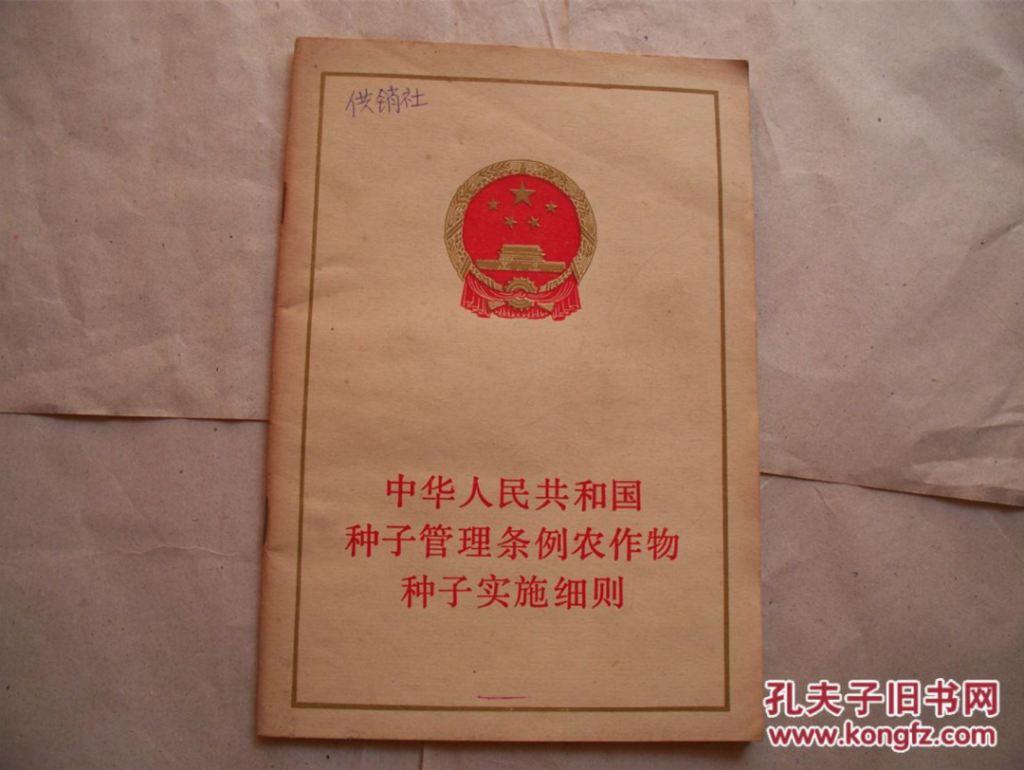 供销社
中华人民共和国
种子管理条例农作物
种子实施细则
孔夫子旧书网
www.kongfz.com